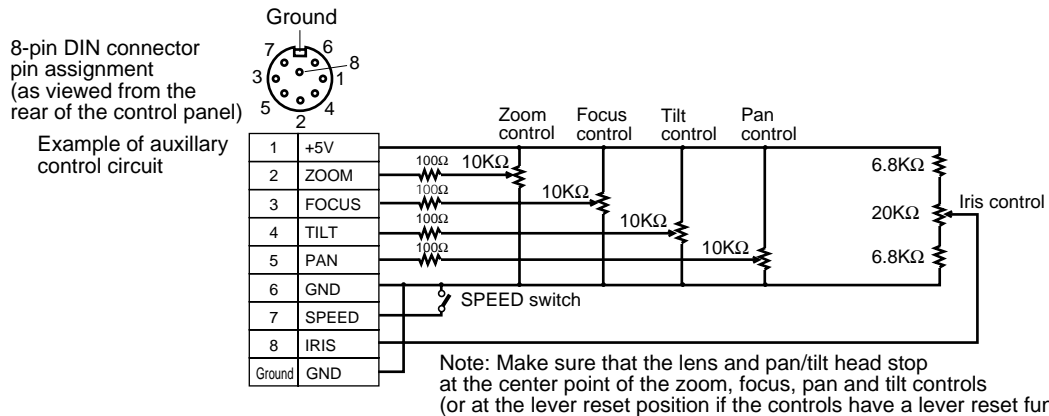 Ground
8-pin DIN connector
pin assignment
(as viewed from the
rear of the control panel)
7 6
8
3 1
5 4
2
Example of auxillary
control circuit
Zoom control
Focus control
Tilt control
Pan control
1 +5V
2 ZOOM
3 FOCUS
4 TILT
5 PAN
6 GND
7 SPEED
8 IRIS
Ground GND
100Ω 10KΩ
100Ω 10KΩ
100Ω 10KΩ
100Ω 10KΩ
6.8KΩ
20KΩ
Iris control
6.8KΩ
SPEED switch
Note: Make sure that the lens and pan/tilt head stop
at the center point of the zoom, focus, pan and tilt controls
(or at the lever reset position if the controls have a lever reset